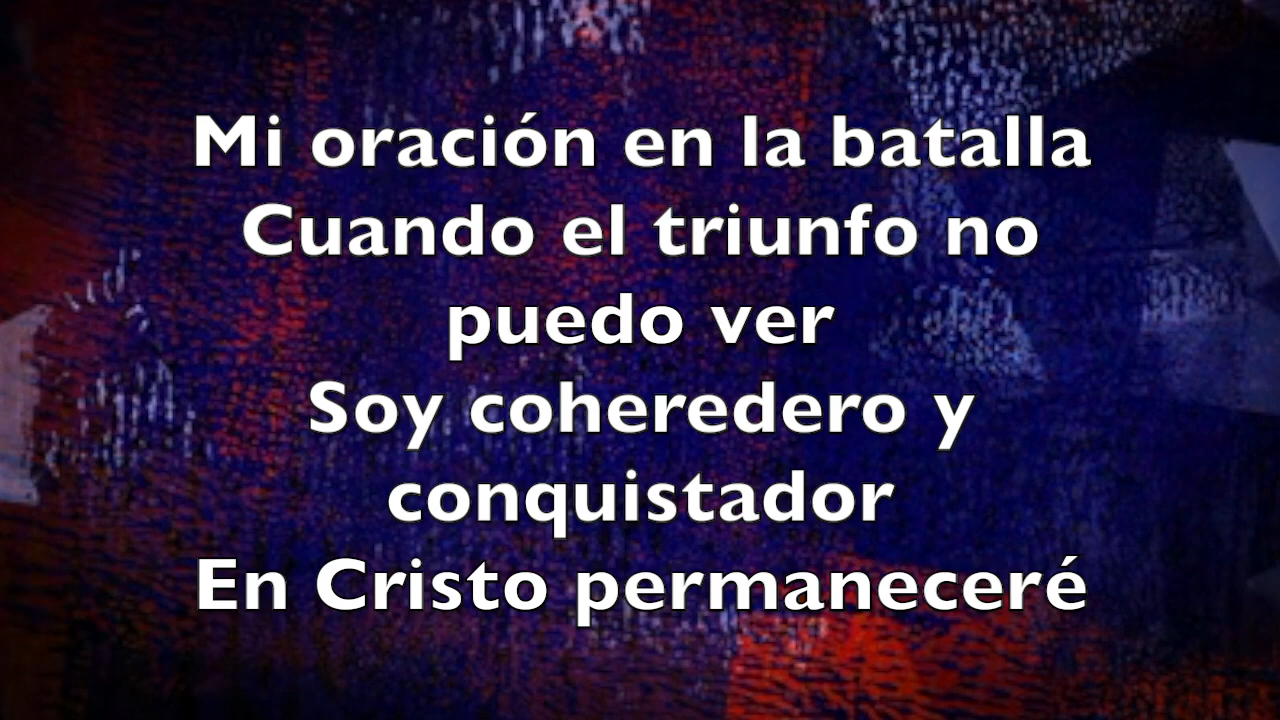 Mi oración en la batalla
Cuando el triunfo no
puedo ver
Soy coheredero y
conquistador
En Cristo permaneceré